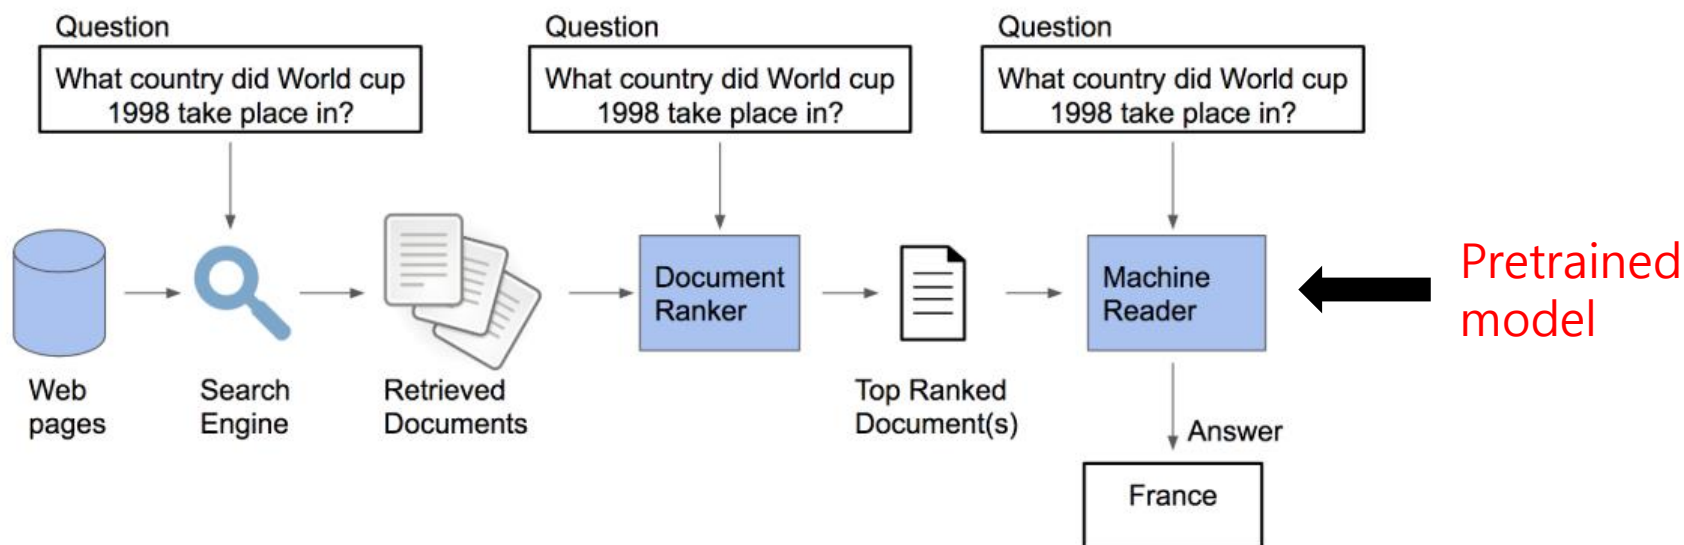 Question
What country did World cup
1998 take place in?
Question
What country did World cup
1998 take place in?
Question
What country did World cup
1998 take place in?
Web
pages
Search
Engine
Retrieved
Documents
Document
Ranker
Top Ranked
Document(s)
Machine
Reader
Pretrained
model
Answer
France